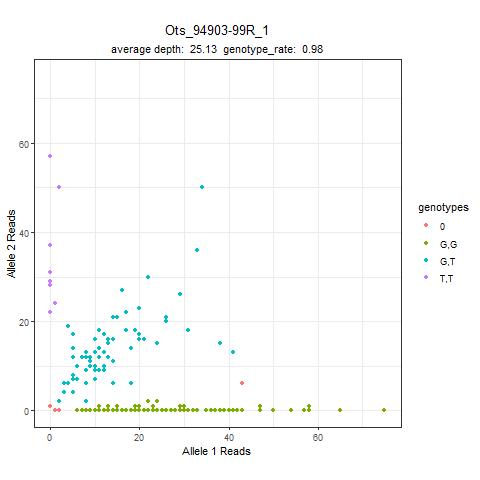 Ots_94903-99R_1
average depth: 25.13 genotype_rate: 0.98
Allele 2 Reads
60
40
20
0
0
20
40
60
Allele 1 Reads
genotypes
0
G,G
G,T
T,T